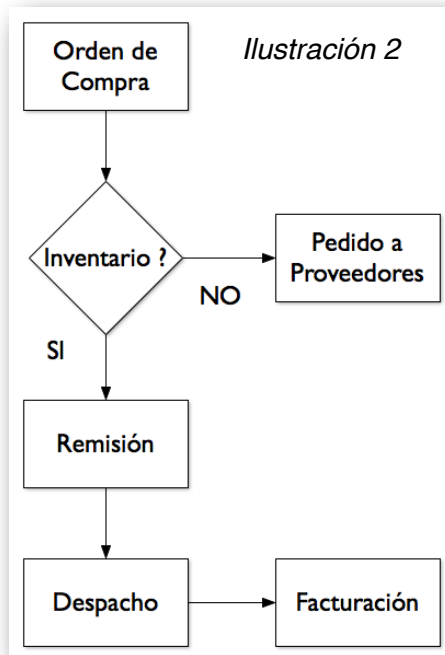 Orden de
Compra
Ilustración 2
Inventario ?
Pedido a
Proveedores
NO
SI
Remisión
Despacho
Facturación